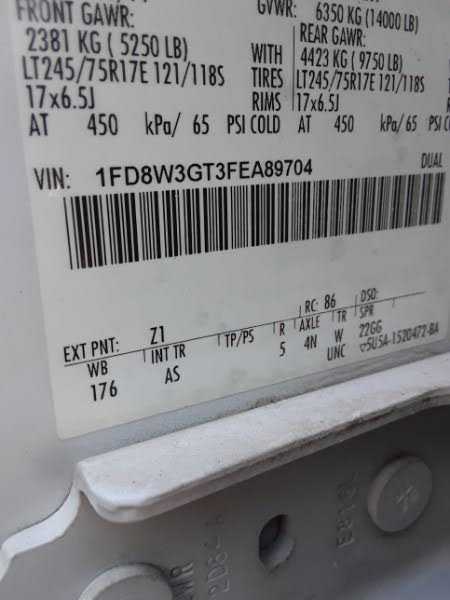 FRONT GAWR:
2381 KG ( 5250 LB)
LT245/75R17E 121/118S
17x6.5J
AT 450 kPa/ 65 PSI COLD
WITH
TIRES
RIMS
GVWR: 6350 KG (14000 LB)
REAR GAWR:
4423 KG ( 9750 LB)
LT245/75R17E 121/118S
17x6.5J
AT 450 kPa/ 65 PSI C
DUAL
VIN: 1FD8W3GT3FEA89704
EXT PNT: Z1 RC: 86 DSO:
WB INT TR TP/PS R AXLE TR SPR
176 AS 5 4N W 22GG
UNC 5U5A-1520472-BA